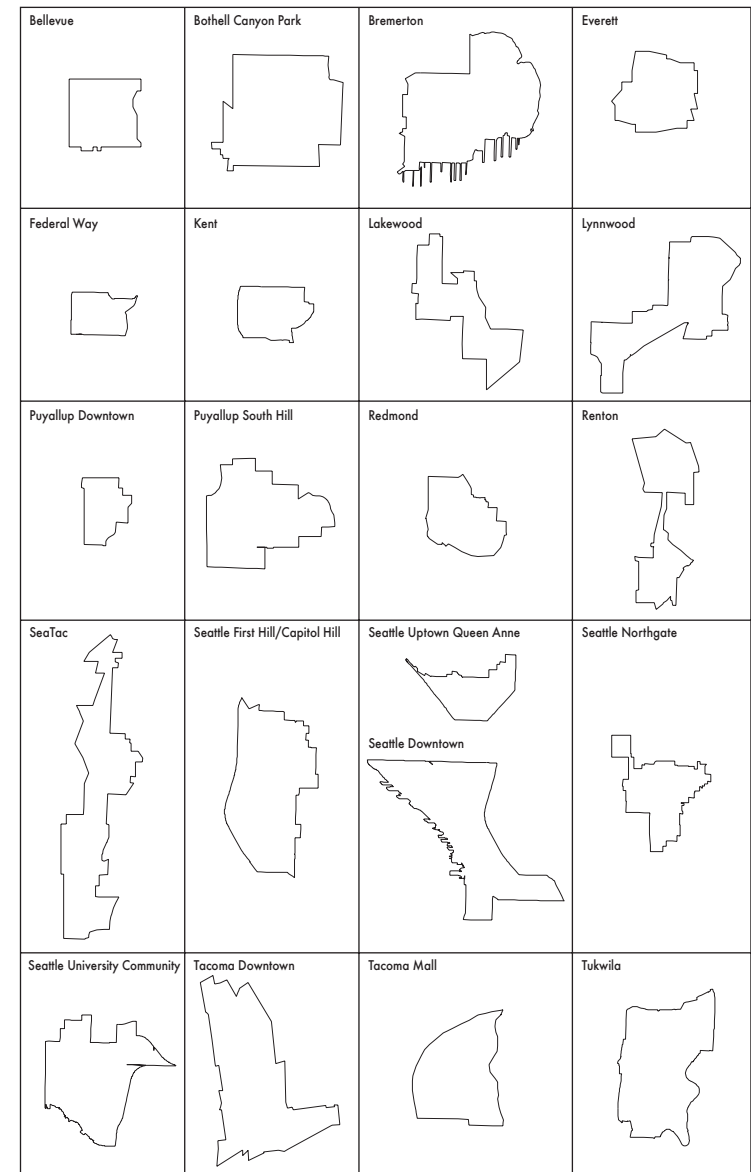 Bellevue
Bothell Canyon Park
Bremerton
Everett
Federal Way
Kent
Lakewood
Lynnwood
Puyallup Downtown
Puyallup South Hill
Redmond
Renton
SeaTac
Seattle First Hill/Capitol Hill
Seattle Uptown Queen Anne
Seattle Northgate
Seattle Downtown
Seattle University Community
Tacoma Downtown
Tacoma Mall
Tukwila